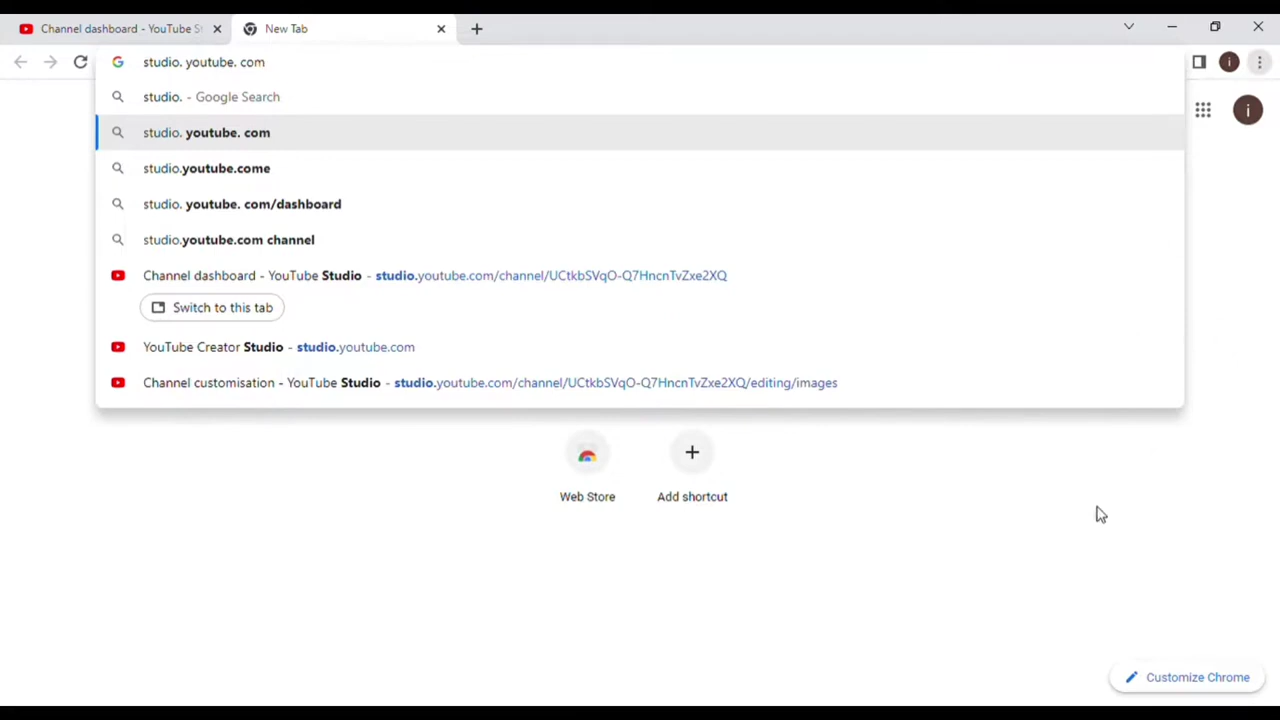 Channel dashboard - YouTube St
New Tab
studio. youtube. com
studio. - Google Search
studio. youtube. com
studio.youtube.come
studio. youtube. com/dashboard
studio.youtube.com channel
Channel dashboard - YouTube Studio - studio.youtube.com/channel/UCtkbSVqO-Q7HncnTvZxe2XQ
Switch to this tab
YouTube Creator Studio - studio.youtube.com
Channel customisation - YouTube Studio - studio.youtube.com/channel/UCtkbSVqO-Q7HncnTvZxe2XQ/editing/images
i
i
Web Store
Add shortcut
Customize Chrome